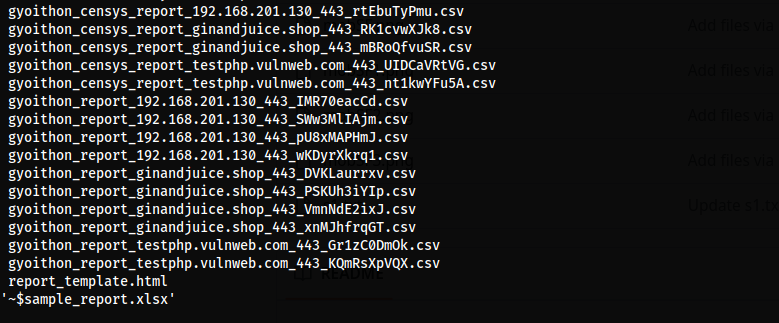 gyoithon_censys_report_192.168.201.130_443_rtEbuTyPmu.csv
gyoithon_censys_report_ginandjuice.shop_443_RK1cvwXJk8.csv
gyoithon_censys_report_ginandjuice.shop_443_mBRoQfvuSR.csv
gyoithon_censys_report_testphp.vulnweb.com_443_UIDCaVRtVG.csv
gyoithon_censys_report_testphp.vulnweb.com_443_nt1kwYFu5A.csv
gyoithon_report_192.168.201.130_443_IMR70eacCd.csv
gyoithon_report_192.168.201.130_443_SWw3MlIAjm.csv
gyoithon_report_192.168.201.130_443_pU8xMAPHmJ.csv
gyoithon_report_192.168.201.130_443_wKDyrXkrq1.csv
gyoithon_report_ginandjuice.shop_443_DVKLaurrxv.csv
gyoithon_report_ginandjuice.shop_443_PSKUh3iYIp.csv
gyoithon_report_ginandjuice.shop_443_VmnNdE2ixJ.csv
gyoithon_report_ginandjuice.shop_443_xnMJhfrqGT.csv
gyoithon_report_testphp.vulnweb.com_443_Gr1zC0DmOk.csv
gyoithon_report_testphp.vulnweb.com_443_KQmRsXpVQX.csv
report_template.html
'~$sample_report.xlsx'
Add files via
Add files via
Add files via
Add files via
README